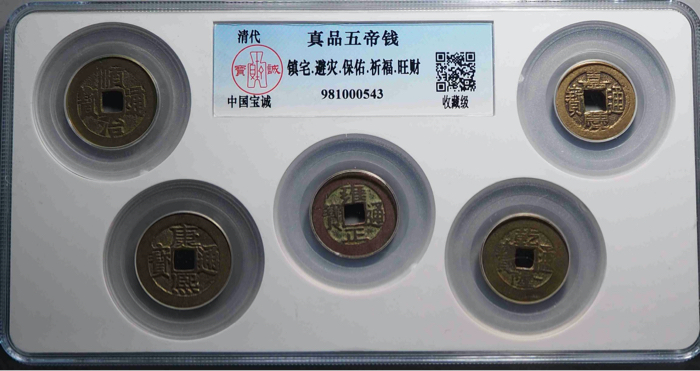 清代
寶誠
中国宝诚
真品五帝钱
镇宅.避灾.保佑.祈福.旺财
981000543
收藏级
順治通寶
嘉慶通寶
康熙通寶
雍正通寶
乾隆通寶